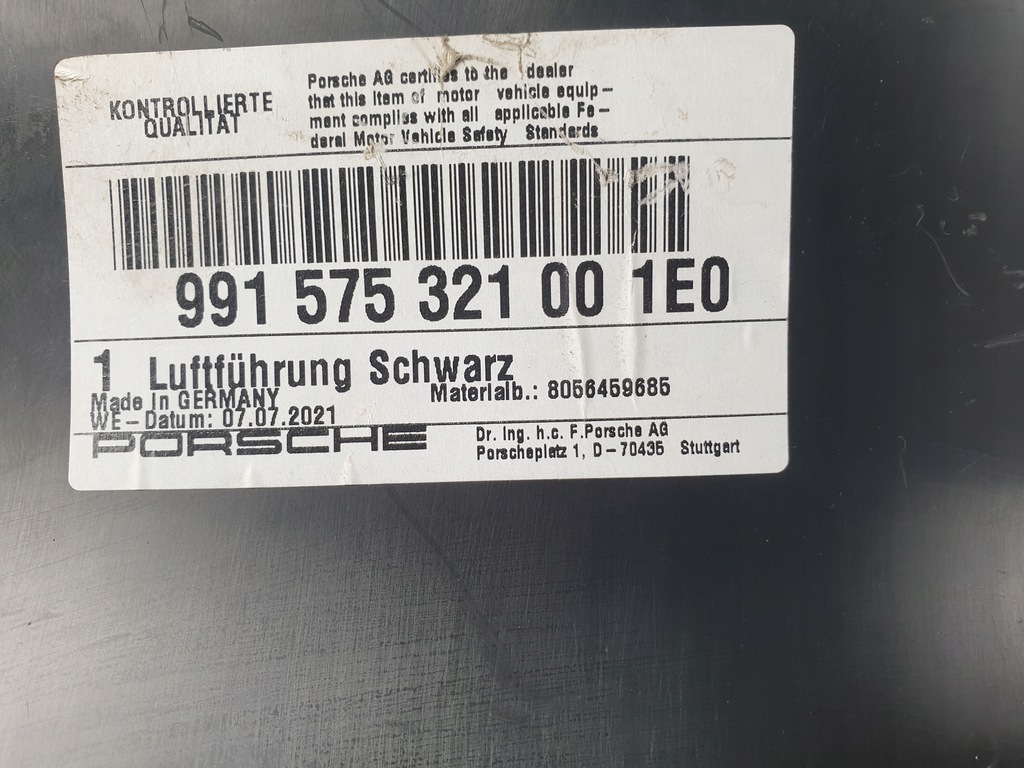 KONTROLLIERTE
QUALITÄT
Porsche AG certifies to the dealer
that this item of motor vehicle equip-
ment complies with all applicable Fe-
deral Motor Vehicle Safety Standards
991 575 321 00 1E0
1 Luftführung Schwarz
Made in GERMANY
Materialb.: 8056459685
WE-Datum: 07.07.2021
PORSCHE
Dr. Ing. h.c. F.Porsche AG
Porscheplatz 1, D-70435 Stuttgart